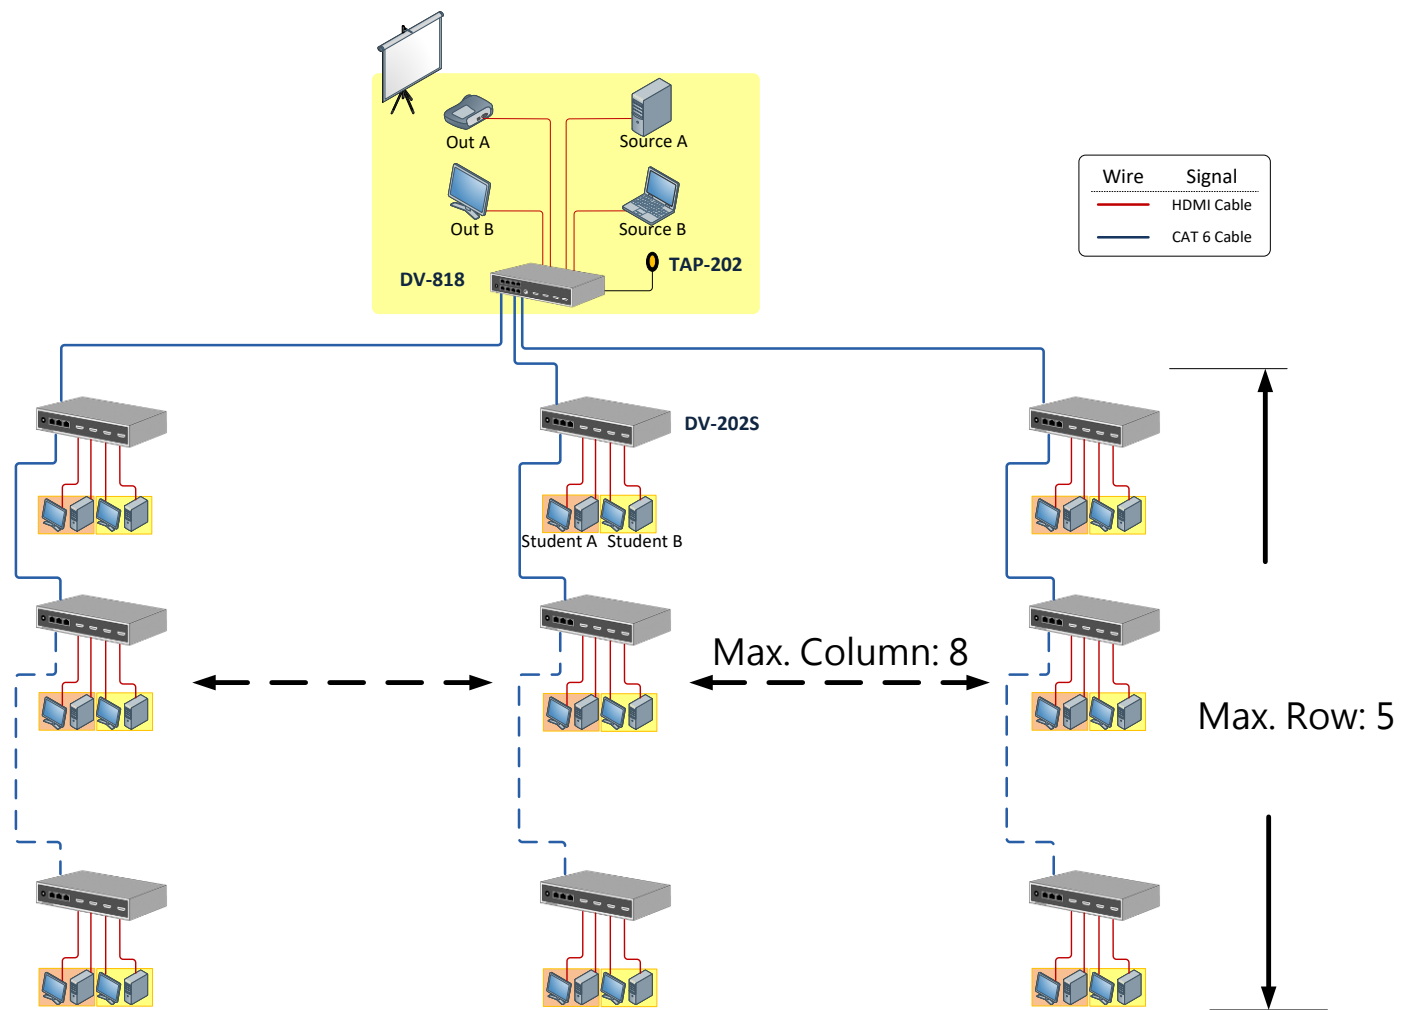 Out A
Source A
Wire Signal
HDMI Cable
CAT 6 Cable
Out B
Source B
DV-818
TAP-202
DV-202S
Student A Student B
Max. Column: 8
Max. Row: 5